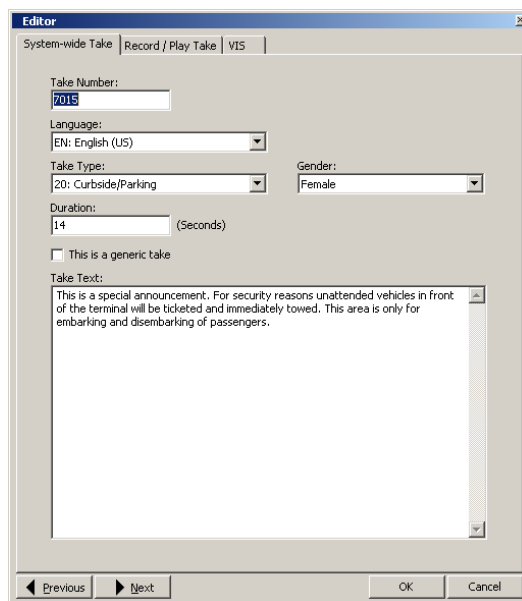 Editor
System-wide Take Record / Play Take VIS
Take Number:
7015
Language:
EN: English (US)
Take Type: Gender:
20: Curbside/Parking Female
Duration:
14 (Seconds)
This is a generic take
Take Text:
This is a special announcement. For security reasons unattended vehicles in front
of the terminal will be ticketed and immediately towed. This area is only for
embarking and disembarking of passengers.
Previous Next OK Cancel